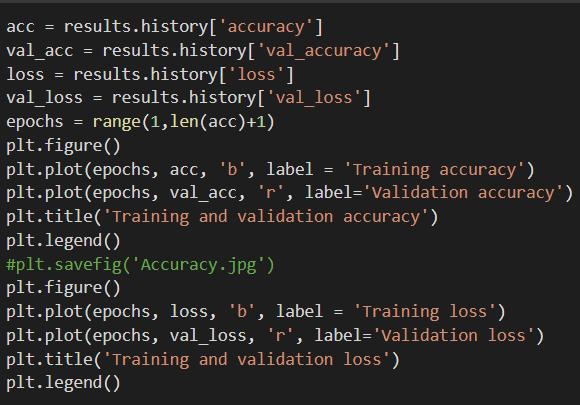 acc = results.history['accuracy']
val_acc = results.history['val_accuracy']
loss = results.history['loss']
val_loss = results.history['val_loss']
epochs = range(1,len(acc)+1)
plt.figure()
plt.plot(epochs, acc, 'b', label = 'Training accuracy')
plt.plot(epochs, val_acc, 'r', label='Validation accuracy')
plt.title('Training and validation accuracy')
plt.legend()
#plt.savefig('Accuracy.jpg')
plt.figure()
plt.plot(epochs, loss, 'b', label = 'Training loss')
plt.plot(epochs, val_loss, 'r', label='Validation loss')
plt.title('Training and validation loss')
plt.legend()